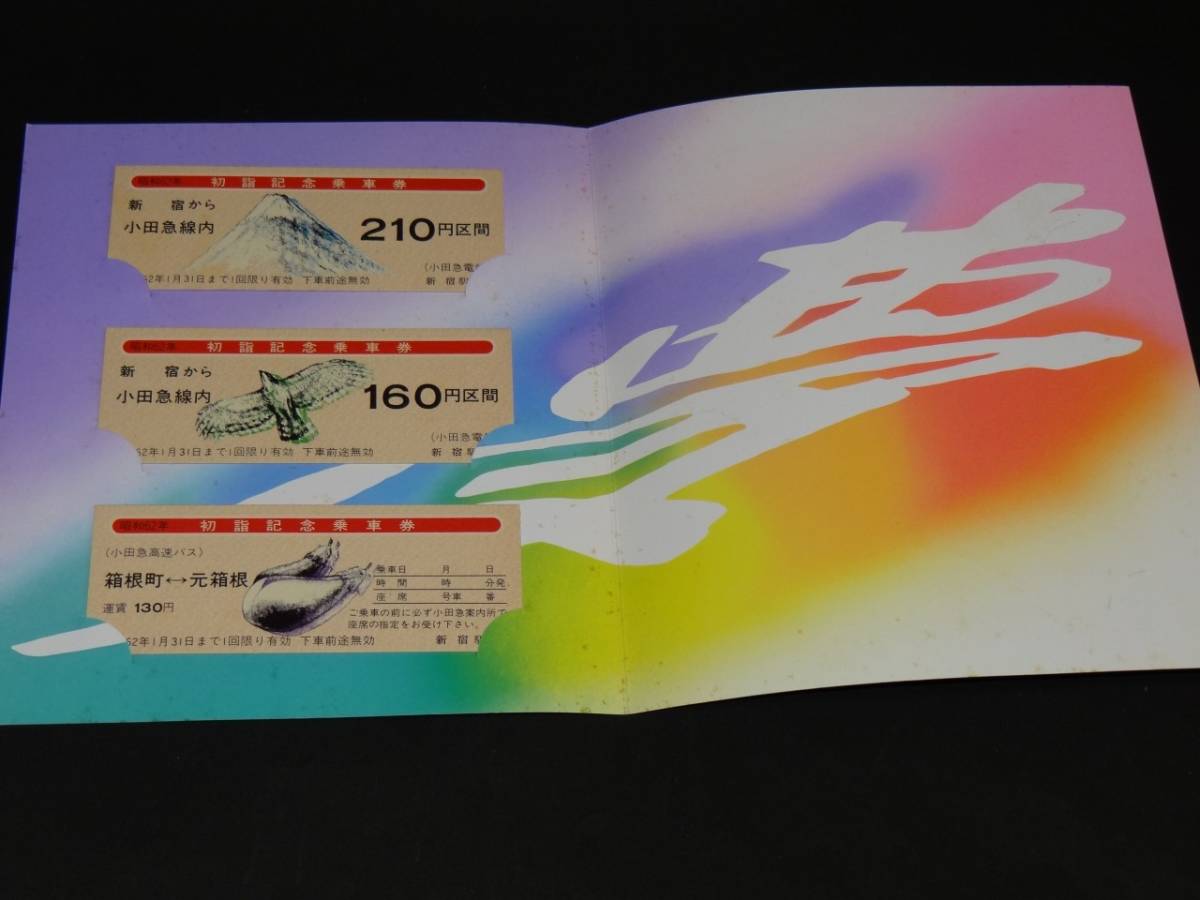 昭和62年 初詣記念乗車券
新 宿から
小田急線内 210円区間
(小田急電
62年1月31日まで1回限り有効 下車前途無効 新宿駅
昭和62年 初詣記念乗車券
新 宿から
小田急線内 160円区間
(小田急電
62年1月31日まで1回限り有効 下車前途無効 新宿駅
昭和62年 初詣記念乗車券
(小田急高速バス)
箱根町↔元箱根
運賃 130円
乗車日 月 日
時間 時 分発
座席 号車 番
ご乗車の前に必ず小田急案内所で
座席の指定をお受け下さい。
62年1月31日まで1回限り有効 下車前途無効 新宿駅